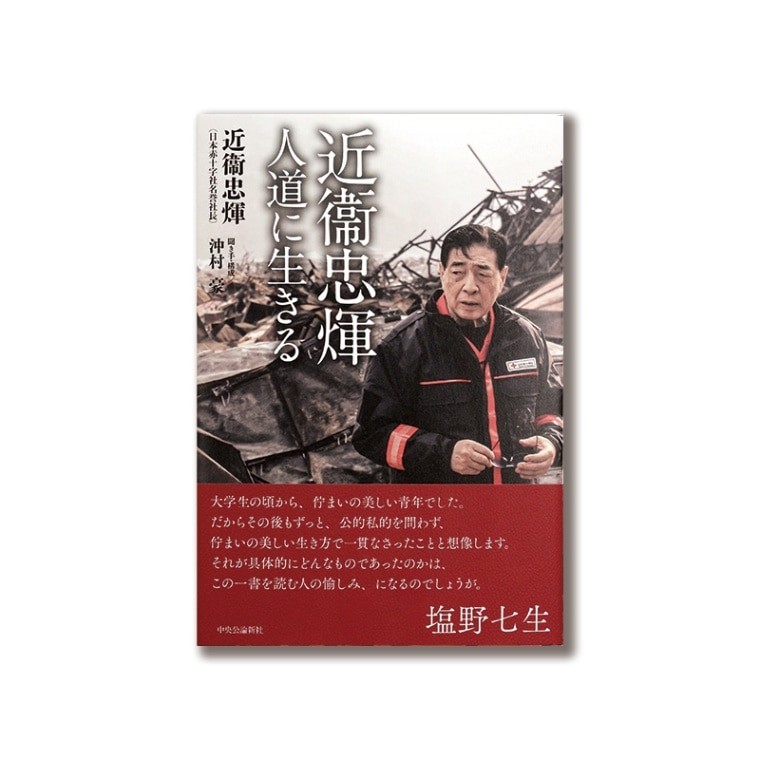 近衞忠煇
人道に生きる
近衞忠煇
（日本赤十字社名誉社長）
聞き手・構成
沖村 豪
大学生の頃から、佇まいの美しい青年でした。
だからその後もずっと、公的私的を問わず、
佇まいの美しい生き方で一貫なさったことと想像します。
それが具体的にどんなものであったのかは、
この一書を読む人の愉しみ、になるのでしょうが。
塩野七生
中央公論新社